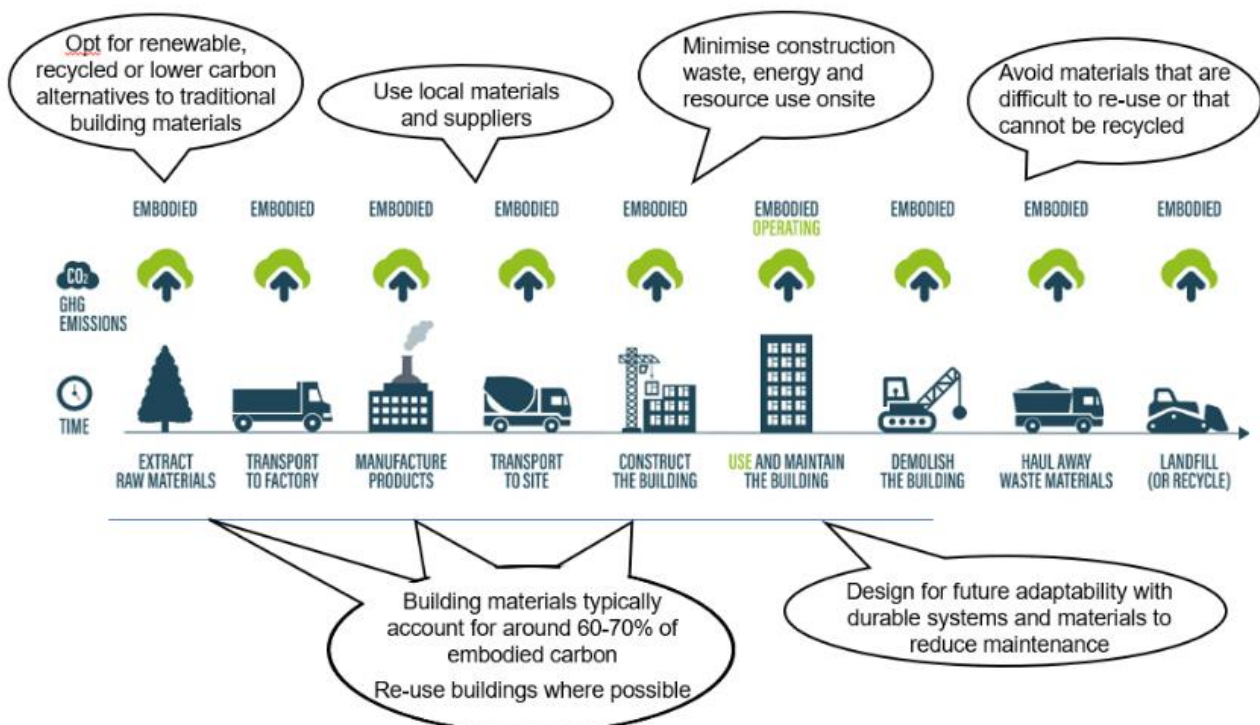 Opt for renewable,
recycled or lower carbon
alternatives to traditional
building materials
Use local materials
and suppliers
Minimise construction
waste, energy and
resource use onsite
Avoid materials that are
difficult to re-use or that
cannot be recycled
EMBODIED
EMBODIED
EMBODIED
EMBODIED
EMBODIED
EMBODIED
OPERATING
EMBODIED
EMBODIED
EMBODIED
CO₂
GHG
EMISSIONS
TIME
EXTRACT
RAW MATERIALS
TRANSPORT
TO FACTORY
MANUFACTURE
PRODUCTS
TRANSPORT
TO SITE
CONSTRUCT
THE BUILDING
USE AND MAINTAIN
THE BUILDING
DEMOLISH
THE BUILDING
HAUL AWAY
WASTE MATERIALS
LANDFILL
(OR RECYCLE)
Building materials typically
account for around 60-70% of
embodied carbon
Re-use buildings where possible
Design for future adaptability with
durable systems and materials to
reduce maintenance